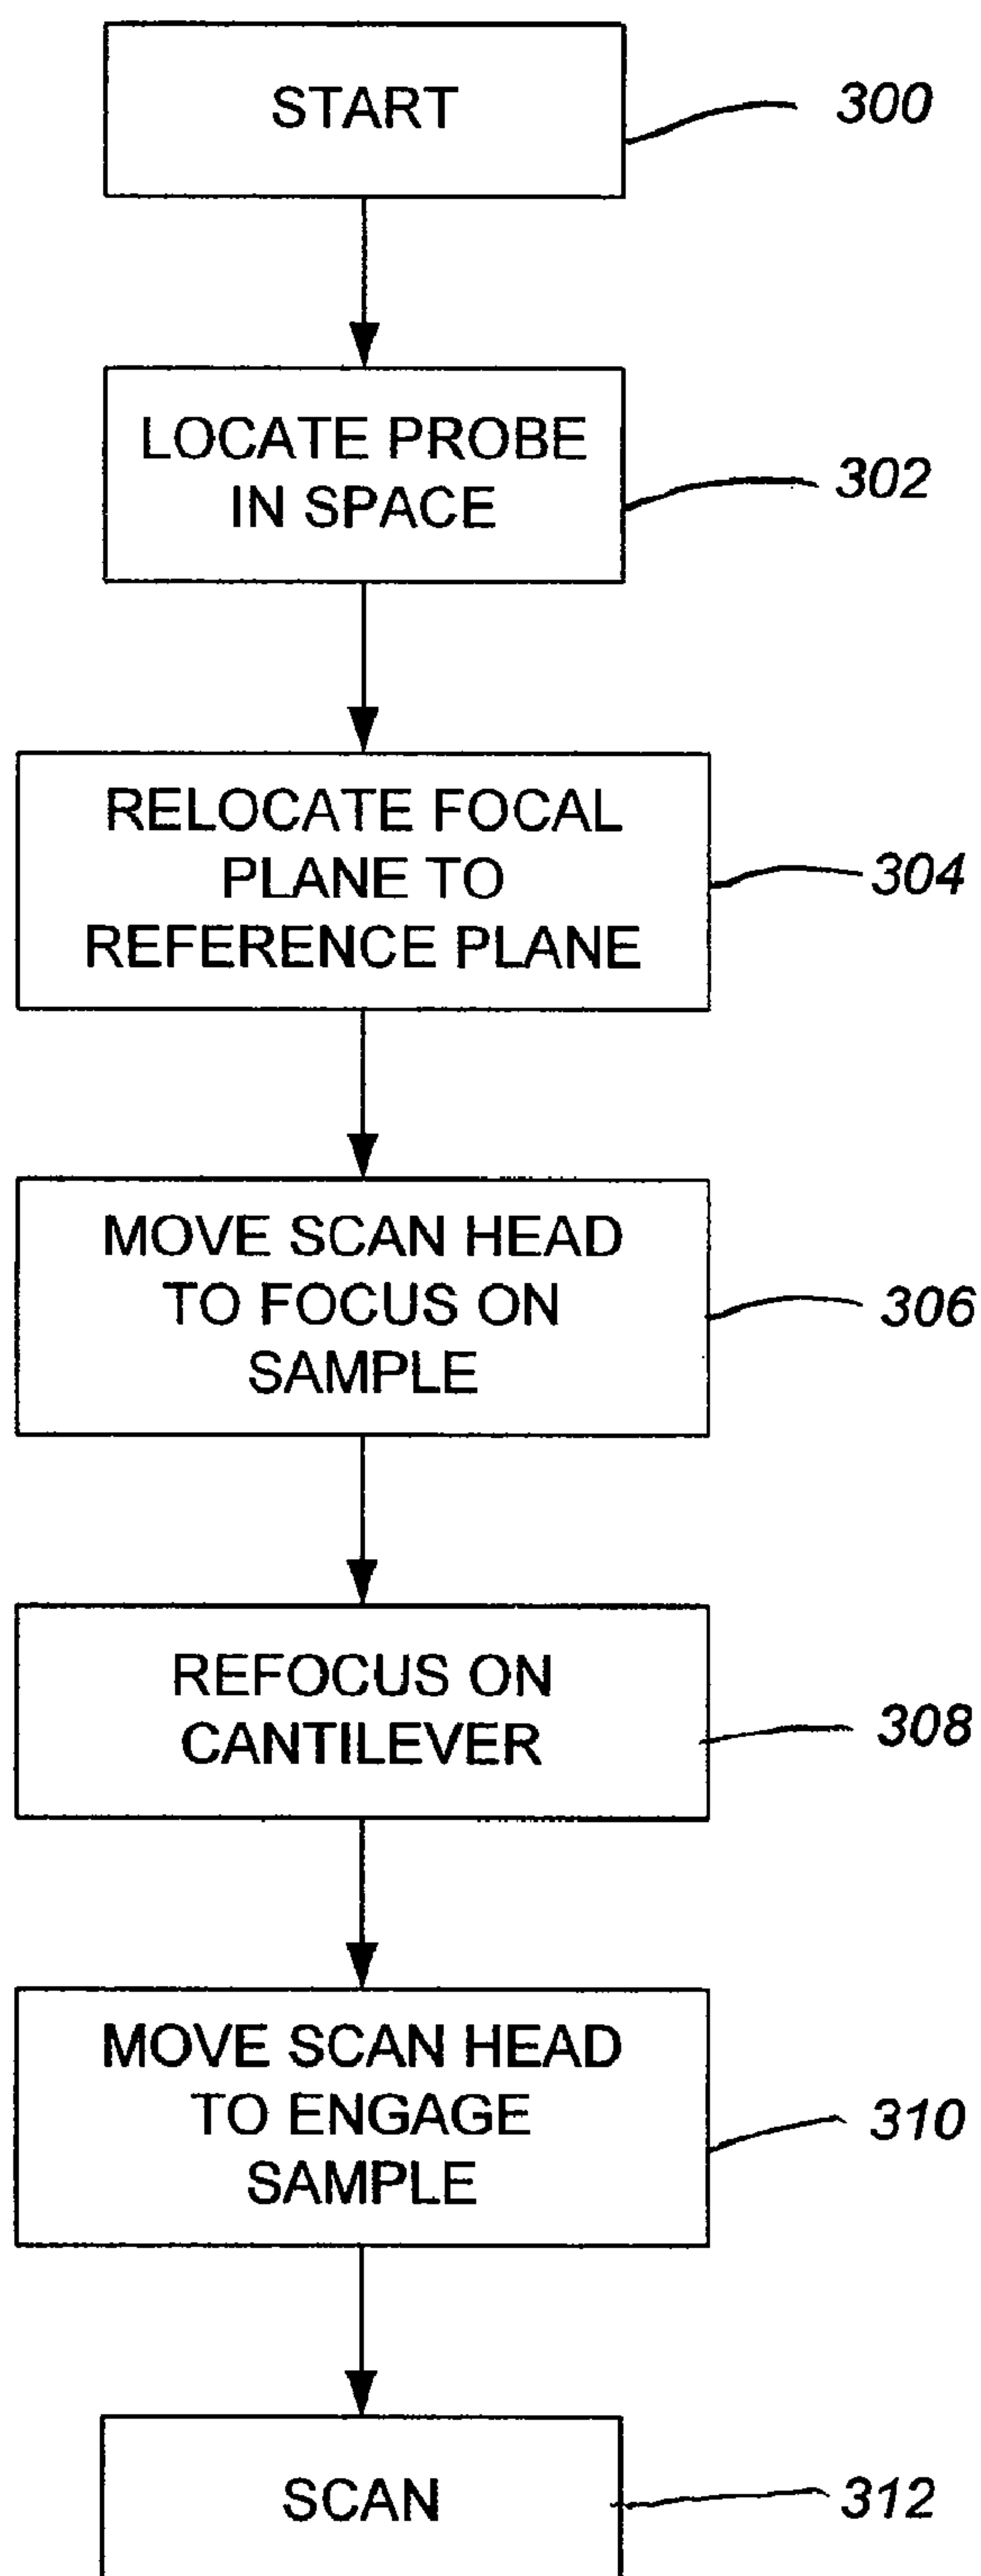 START
300
LOCATE PROBE
IN SPACE
302
RELOCATE FOCAL
PLANE TO
REFERENCE PLANE
304
MOVE SCAN HEAD
TO FOCUS ON
SAMPLE
306
REFOCUS ON
CANTILEVER
308
MOVE SCAN HEAD
TO ENGAGE
SAMPLE
310
SCAN
312